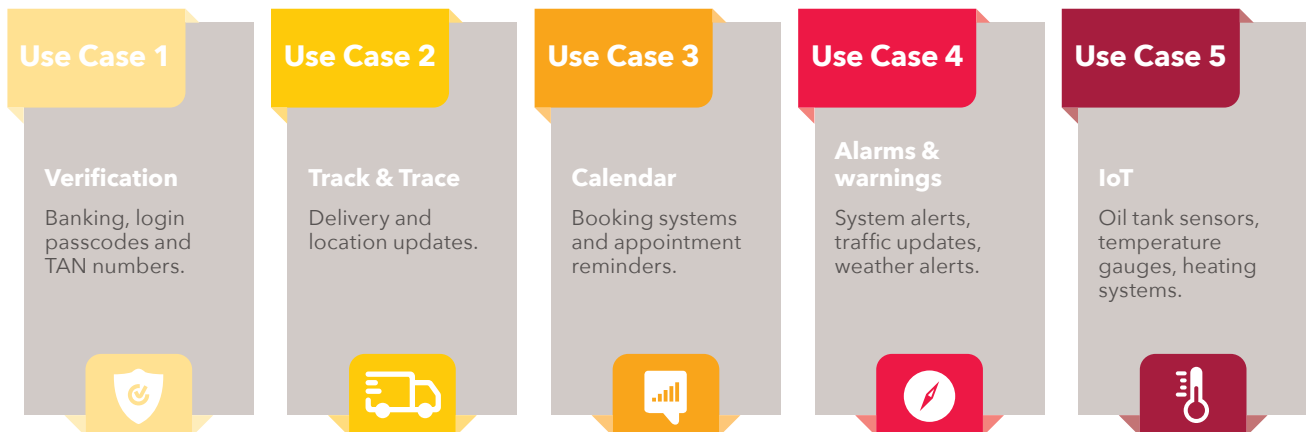 Use Case 1
Verification
Banking, login
passcodes and
TAN numbers.
Use Case 2
Track & Trace
Delivery and
location updates.
Use Case 3
Calendar
Booking systems
and appointment
reminders.
Use Case 4
Alarms &
warnings
System alerts,
traffic updates,
weather alerts.
Use Case 5
IoT
Oil tank sensors,
temperature
gauges, heating
systems.